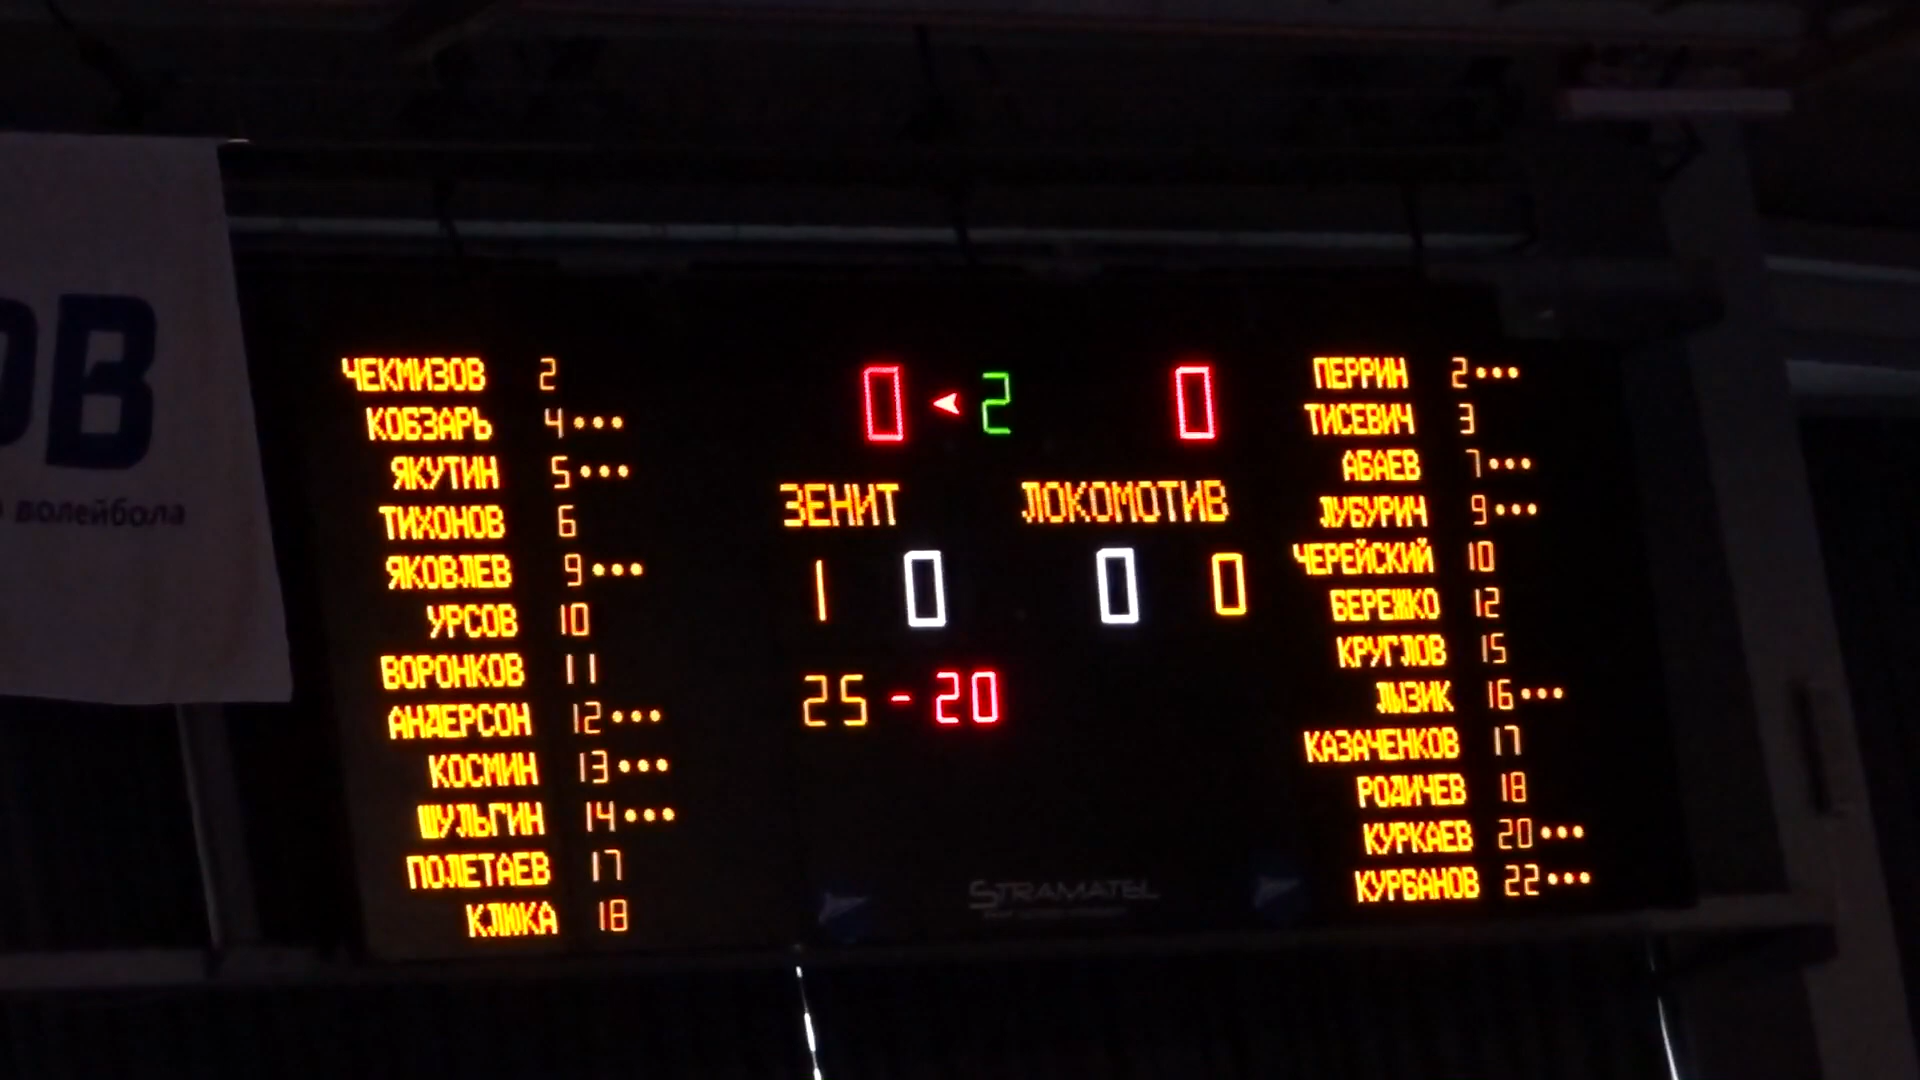 ОВ
волейбола
ЧЕКМИЗОВ 2
КОБЗАРЬ 4•••
ЯКУТИН 5•••
ТИХОНОВ 6
ЯКОВЛЕВ 9•••
УРСОВ 10
ВОРОНКОВ 11
АНДЕРСОН 12•••
КОСМИН 13•••
ШУЛЬГИН 14•••
ПОЛЕТАЕВ 17
КЛЮКА 18
0 ◄ 2 0
ЗЕНИТ ЛОКОМОТИВ
1 0 0 0
25 - 20
STRAMATEL
ПЕРРИН 2•••
ТИСЕВИЧ 3
АБАЕВ 7•••
ЛУБУРИЧ 9•••
ЧЕРЕЙСКИЙ 10
БЕРЕЖКО 12
КРУГЛОВ 15
ЛЫЗИК 16•••
КАЗАЧЕНКОВ 17
РОДИЧЕВ 18
КУРКАЕВ 20•••
КУРБАНОВ 22•••